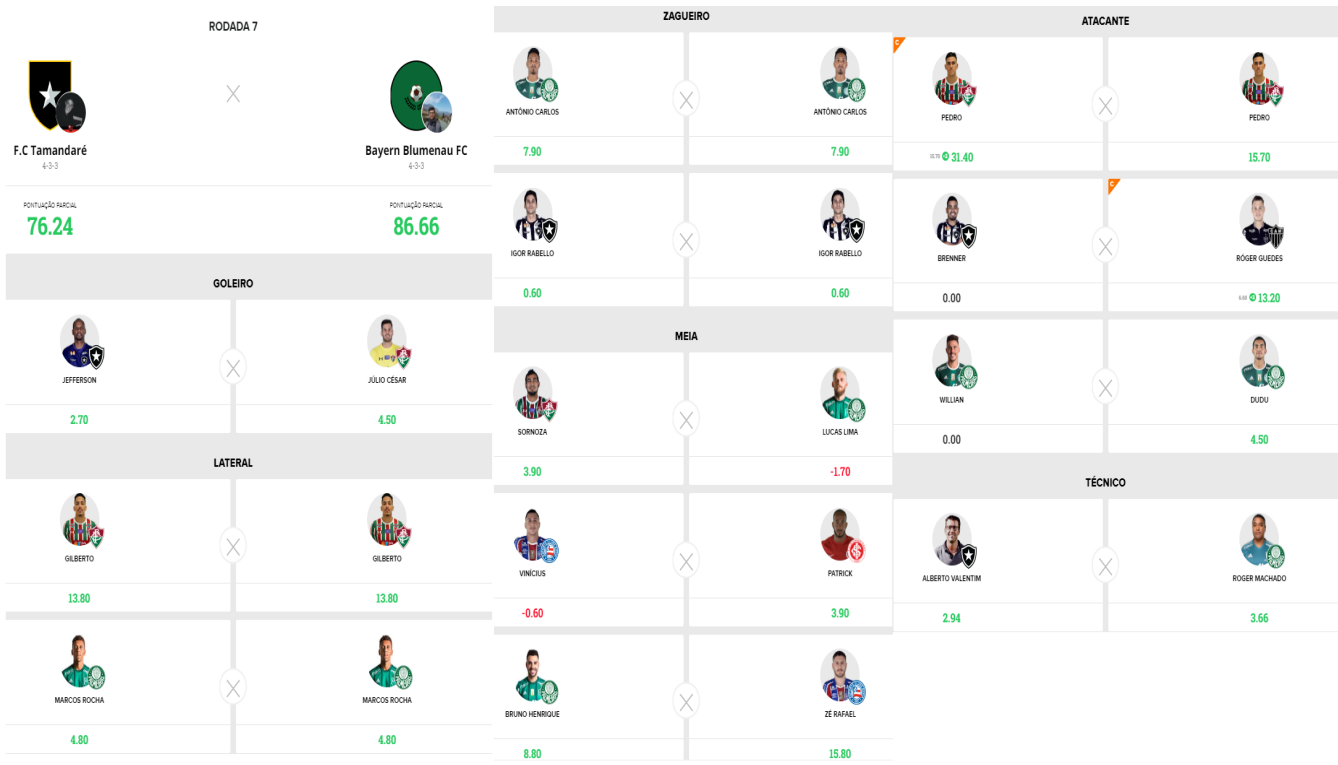 RODADA 7
X
F.C Tamandaré
4-3-3
Bayern Blumenau FC
4-3-3
PONTUAÇÃO PARCIAL
76.24
PONTUAÇÃO PARCIAL
86.66
GOLEIRO
JEFFERSON
X
JÚLIO CÉSAR
2.70
4.50
LATERAL
GILBERTO
X
GILBERTO
13.80
13.80
MARCOS ROCHA
X
MARCOS ROCHA
4.80
4.80
ZAGUEIRO
ANTÔNIO CARLOS
X
ANTÔNIO CARLOS
7.90
7.90
IGOR RABELLO
X
IGOR RABELLO
0.60
0.60
MEIA
SORNOZA
X
LUCAS LIMA
3.90
-1.70
VINÍCIUS
X
PATRICK
-0.60
3.90
BRUNO HENRIQUE
X
ZÉ RAFAEL
8.80
15.80
ATACANTE
C
PEDRO
X
PEDRO
31.40
15.70
C
BRENNER
X
RÓGER GUEDES
0.00
13.20
WILLIAN
X
DUDU
0.00
4.50
TÉCNICO
ALBERTO VALENTIM
X
ROGER MACHADO
2.94
3.66